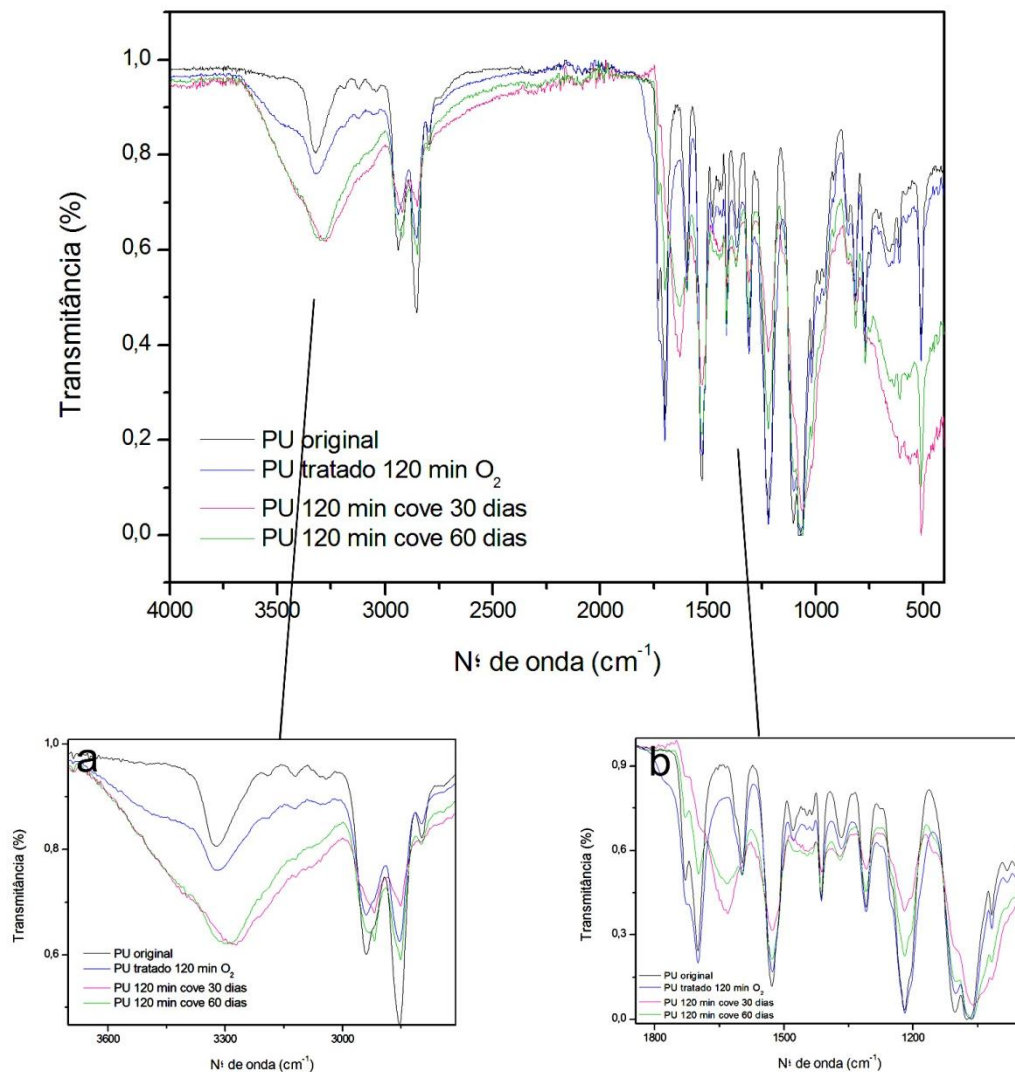 1,0
0,8
0,6
0,4
0,2
0,0
Transmitância (%)
PU original
PU tratado 120 min O₂
PU 120 min cove 30 dias
PU 120 min cove 60 dias
4000 3500 3000 2500 2000 1500 1000 500
de onda (cm⁻¹)
a
1,0
0,8
0,6
Transmitância (%)
PU original
PU tratado 120 min O₂
PU 120 min cove 30 dias
PU 120 min cove 60 dias
3600 3300 3000
de onda (cm⁻¹)
b
0,9
0,6
0,3
0,0
Transmitância (%)
PU original
PU tratado 120 min O₂
PU 120 min cove 30 dias
PU 120 min cove 60 dias
1800 1500 1200
de onda (cm⁻¹)